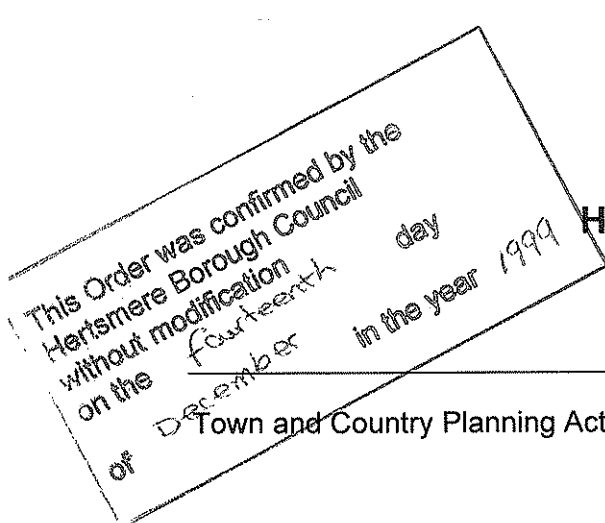 This Order was confirmed by the
Hertsmere Borough Council
without modification
on the fourteenth day
of December in the year 1999
H
Town and Country Planning Act